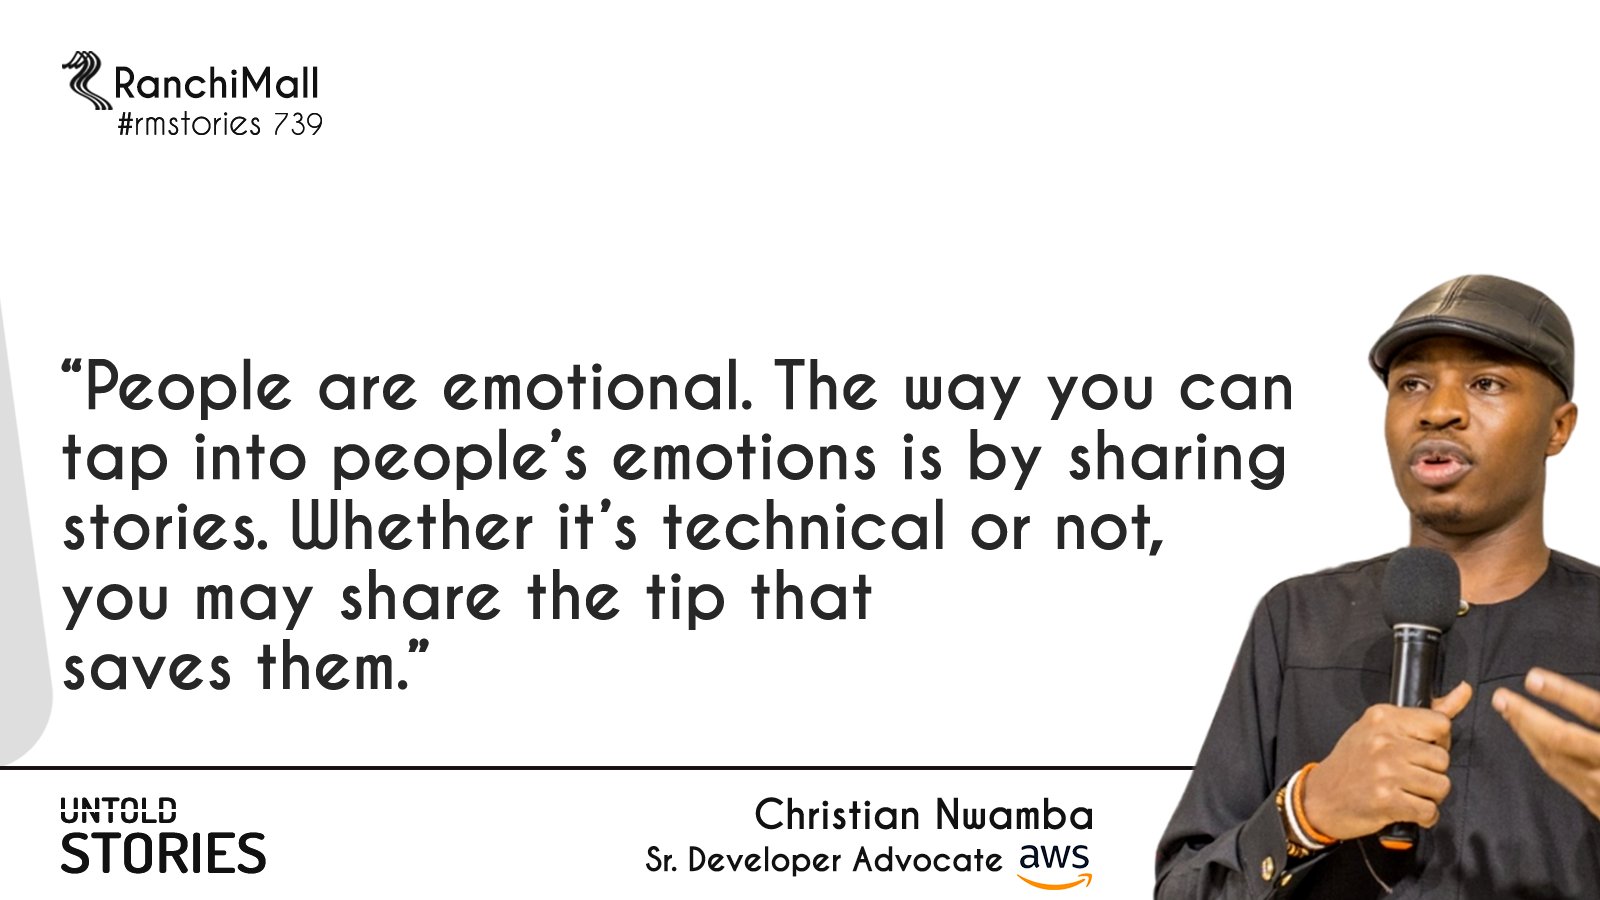 RanchiMall
#rmstories 739
“People are emotional. The way you can
tap into people’s emotions is by sharing
stories. Whether it’s technical or not,
you may share the tip that
saves them.”
UNTOLD
STORIES
Christian Nwamba
Sr. Developer Advocate aws